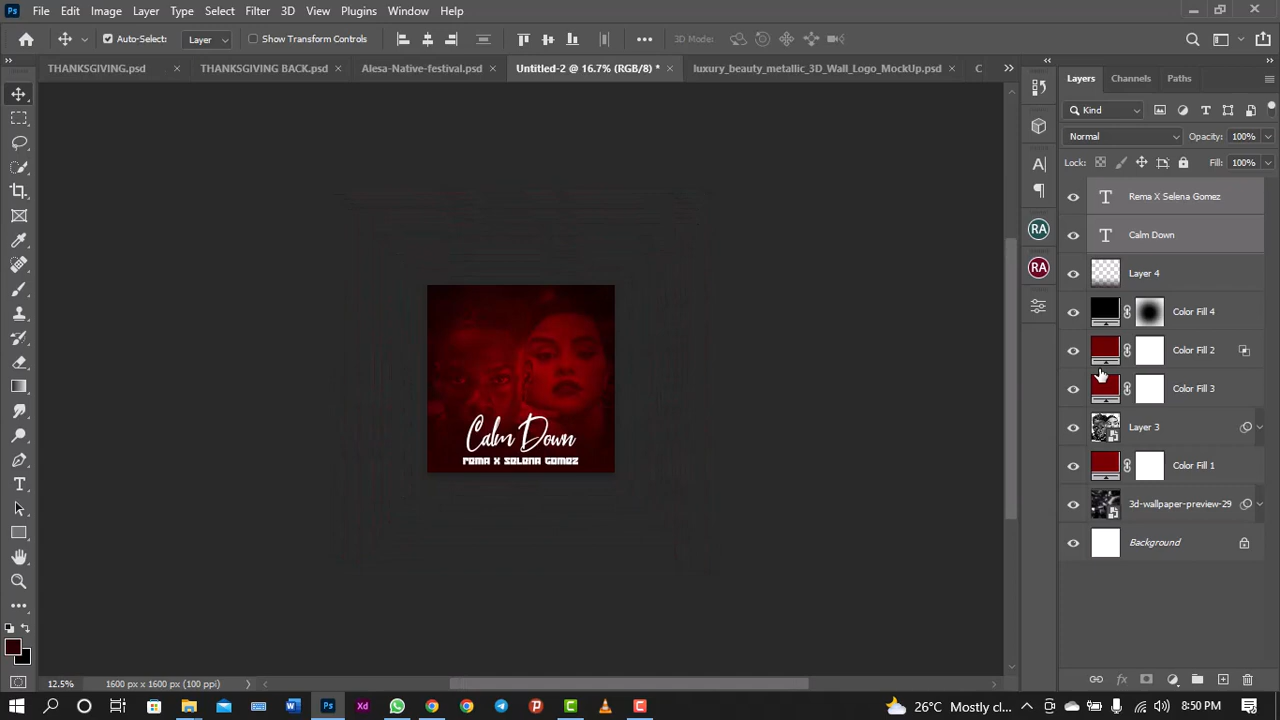 Ps File Edit Image Layer Type Select Filter 3D View Plugins Window Help
Auto-Select: Layer Show Transform Controls 3D Mode:
THANKSGIVING.psd × THANKSGIVING BACK.psd × Alesa-Native-festival.psd × Untitled-2 @ 16.7% (RGB/8) * × luxury_beauty_metallic_3D_Wall_Logo_MockUp.psd × C
Layers Channels Paths
Kind
Normal Opacity: 100%
Lock: Fill: 100%
T Rema X Selena Gomez
T Calm Down
Layer 4
Color Fill 4
Color Fill 2
Color Fill 3
Layer 3
Color Fill 1
3d-wallpaper-preview-29
Background
RA
RA
Calm Down
Rema X Selena Gomez
12.5% 1600 px x 1600 px (100 ppi)
26°C Mostly cl... 8:50 PM